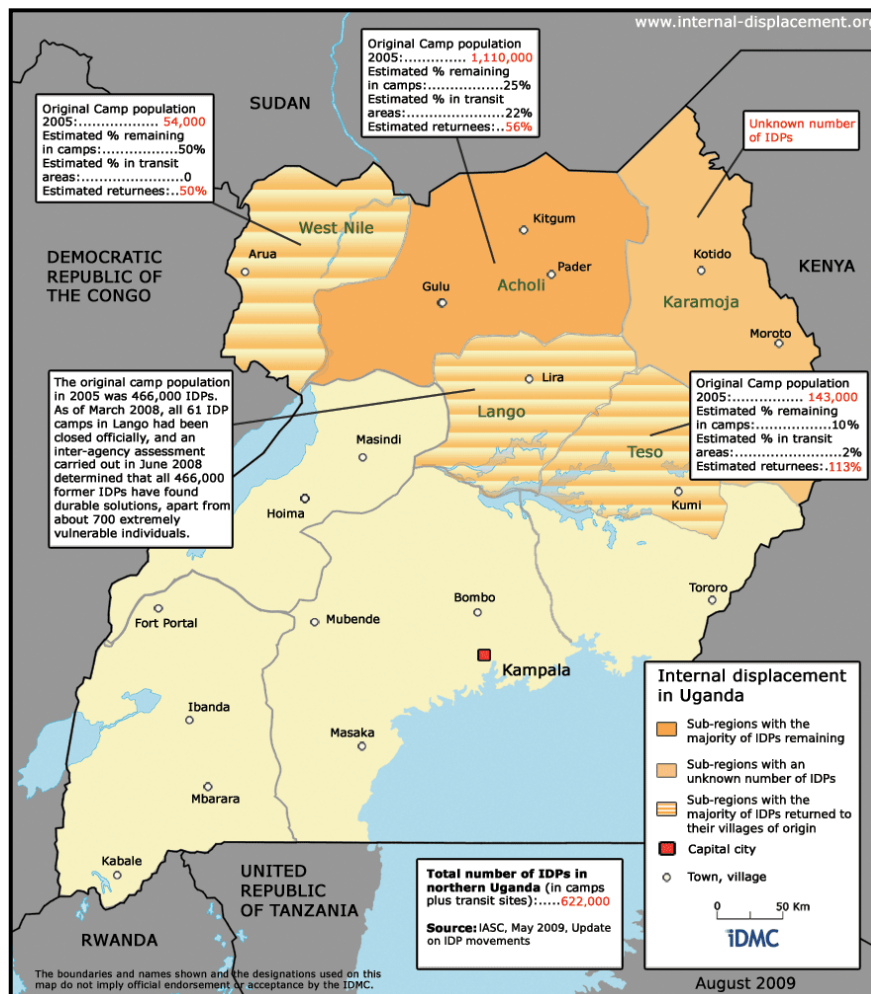 www.internal-displacement.org
Original Camp population
2005:.............. 1,110,000
Estimated % remaining
in camps:................25%
Estimated % in transit
areas:.....................22%
Estimated returnees:..56%
SUDAN
Original Camp population
2005:.................... 54,000
Estimated % remaining
in camps:................50%
Estimated % in transit
areas:.....................0
Estimated returnees:..50%
Unknown number
of IDPs
West Nile
Arua
DEMOCRATIC
REPUBLIC OF
THE CONGO
Kitgum
Pader
Gulu
Acholi
Kotido
Karamoja
Moroto
KENYA
The original camp population
in 2005 was 466,000 IDPs.
As of March 2008, all 61 IDP
camps in Lango had been
closed officially, and an
inter-agency assessment
carried out in June 2008
determined that all 466,000
former IDPs have found
durable solutions, apart from
about 700 extremely
vulnerable individuals.
Lira
Lango
Original Camp population
2005:................. 143,000
Estimated % remaining
in camps:................10%
Estimated % in transit
areas:.......................2%
Estimated returnees:.113%
Teso
Kumi
Masindi
Hoima
Tororo
Bombo
Mubende
Fort Portal
Kampala
Ibanda
Masaka
Mbarara
Kabale
Internal displacement
in Uganda
Sub-regions with the
majority of IDPs remaining
Sub-regions with an
unknown number of IDPs
Sub-regions with the
majority of IDPs returned to
their villages of origin
Capital city
Town, village
0 50 Km
iDMC
UNITED
REPUBLIC
OF TANZANIA
RWANDA
Total number of IDPs in
northern Uganda (in camps
plus transit sites):.....622,000
Source: IASC, May 2009, Update
on IDP movements
The boundaries and names shown and the designations used on this
map do not imply official endorsement or acceptance by the IDMC.
August 2009